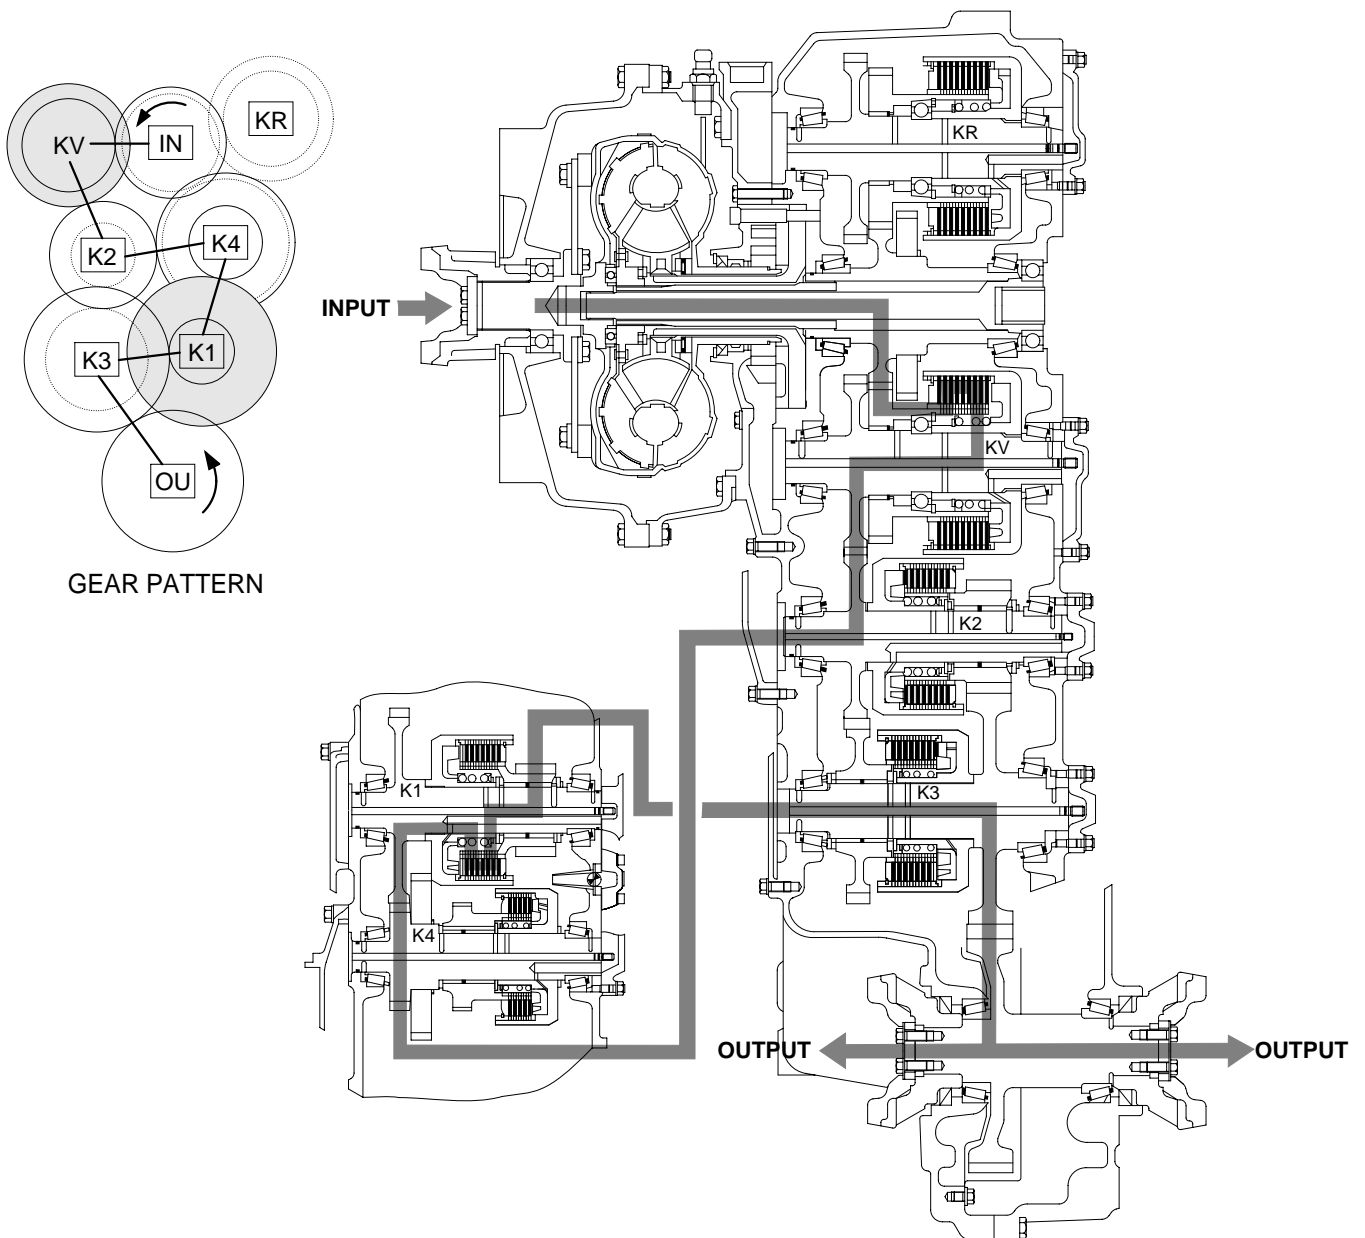 KV
IN
KR
K2
K4
K3
K1
OU
GEAR PATTERN
INPUT
KR
KV
K2
K3
K1
K4
OUTPUT
OUTPUT